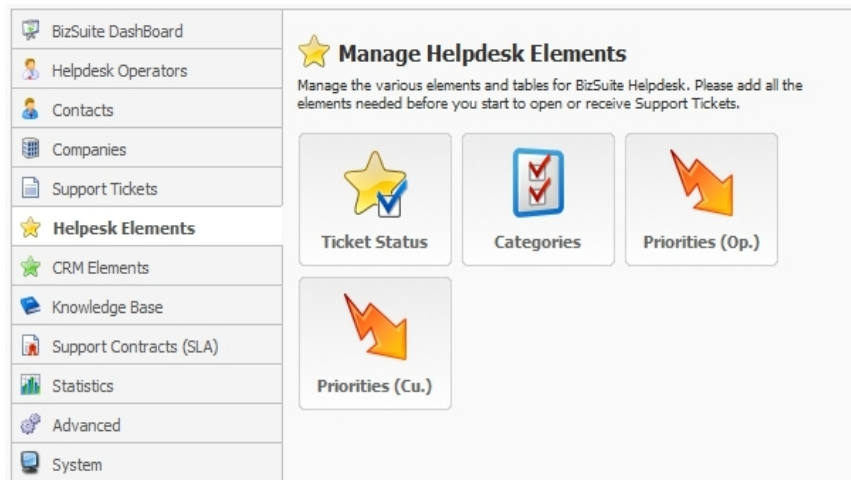 BizSuite DashBoard
Helpdesk Operators
Contacts
Companies
Support Tickets
Helpesk Elements
CRM Elements
Knowledge Base
Support Contracts (SLA)
Statistics
Advanced
System
Manage Helpdesk Elements
Manage the various elements and tables for BizSuite Helpdesk. Please add all the
elements needed before you start to open or receive Support Tickets.
Ticket Status
Categories
Priorities (Op.)
Priorities (Cu.)